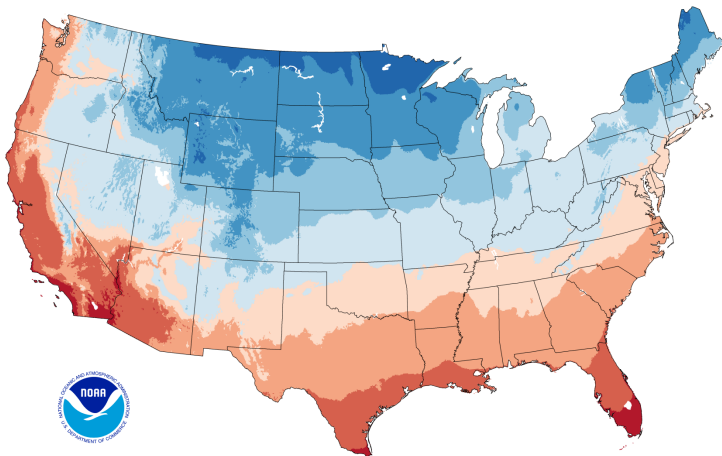 NATIONAL OCEANIC AND ATMOSPHERIC ADMINISTRATION
NOAA
U.S. DEPARTMENT OF COMMERCE